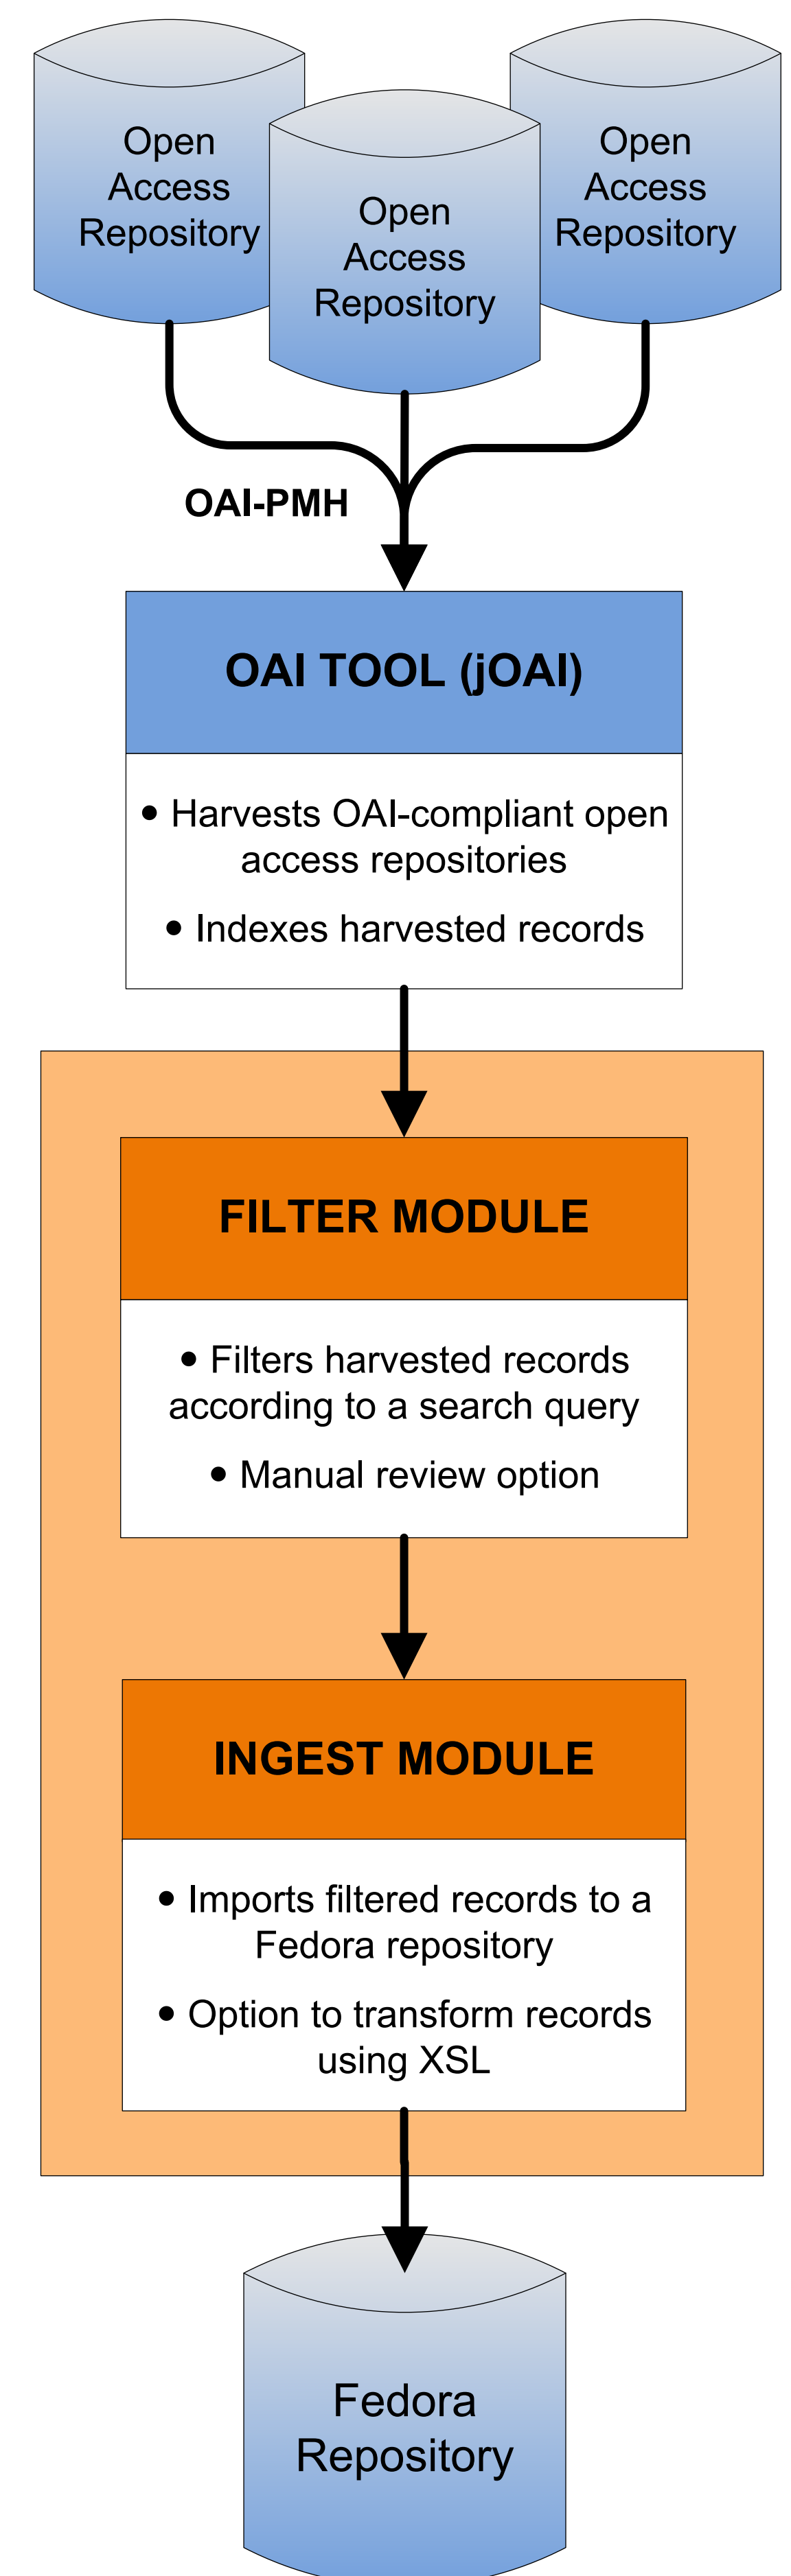 Open
Access
Repository
Open
Access
Repository
Open
Access
Repository
OAI-PMH
OAI TOOL (jOAI)
• Harvests OAI-compliant open
access repositories
• Indexes harvested records
FILTER MODULE
• Filters harvested records
according to a search query
• Manual review option
INGEST MODULE
• Imports filtered records to a
Fedora repository
• Option to transform records
using XSL
Fedora
Repository